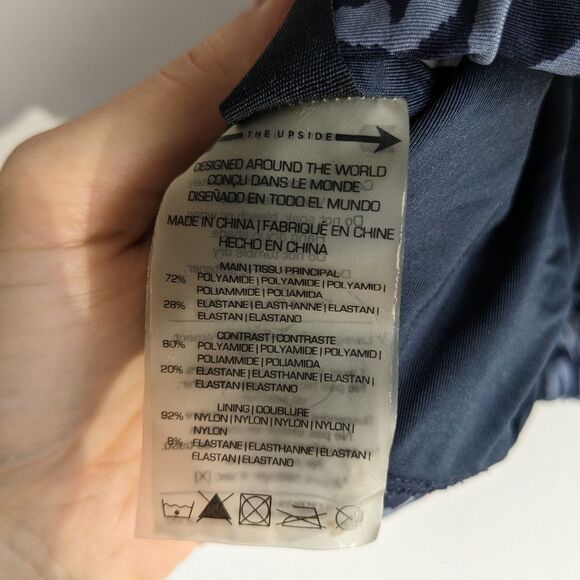 THE UPSIDE
DESIGNED AROUND THE WORLD
CONÇU DANS LE MONDE
DISEÑADO EN TODO EL MUNDO
MADE IN CHINA | FABRIQUÉ EN CHINE
HECHO EN CHINA
MAIN | TISSU PRINCIPAL
72% POLYAMIDE | POLYAMIDE | POLYAMID |
POLIAMMIDE | POLIAMIDA
28% ELASTANE | ELASTHANNE | ELASTAN |
ELASTAN | ELASTANO
CONTRAST | CONTRASTE
80% POLYAMIDE | POLYAMIDE | POLYAMID |
POLIAMMIDE | POLIAMIDA
20% ELASTANE | ELASTHANNE | ELASTAN |
ELASTAN | ELASTANO
LINING | DOUBLURE
92% NYLON | NYLON | NYLON | NYLON |
NYLON
8% ELASTANE | ELASTHANNE | ELASTAN |
ELASTAN | ELASTANO